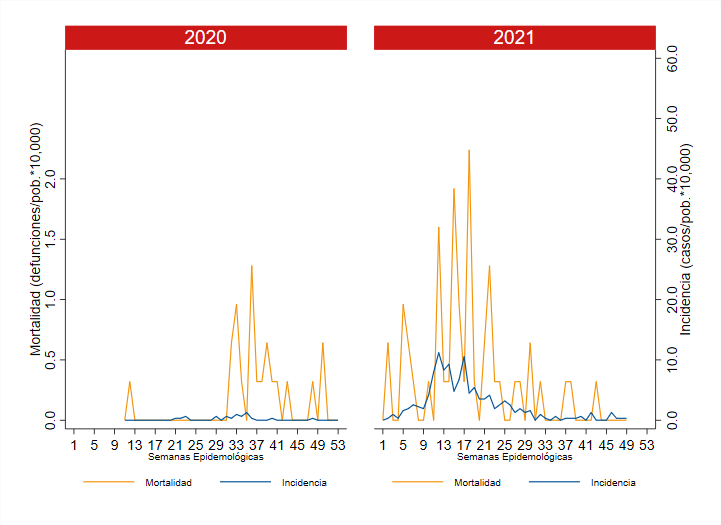 2020
2021
Mortalidad (defunciones/pob.*10,000)
0.0 0.5 1.0 1.5 2.0
Incidencia (casos/pob.*10,000)
0.0 10.0 20.0 30.0 40.0 50.0 60.0
1 5 9 13 17 21 25 29 33 37 41 45 49 53
1 5 9 13 17 21 25 29 33 37 41 45 49 53
Semanas Epidemológicas
Semanas Epidemológicas
Mortalidad Incidencia
Mortalidad Incidencia